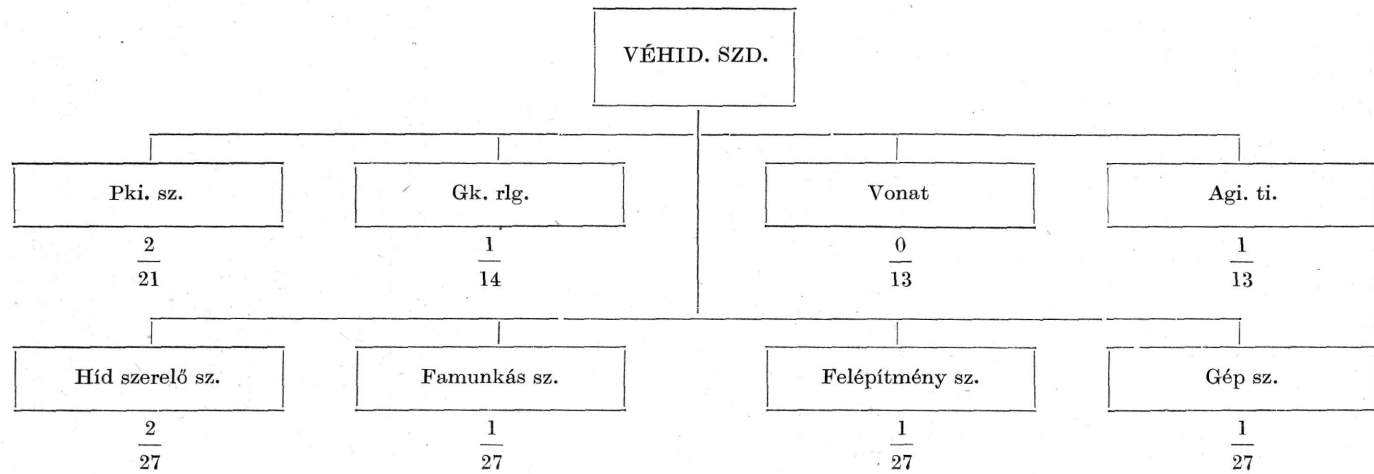 VÉHID. SZD.
Pki. sz. Gk. rlg. Vonat Agi. ti.
2 1 0 1
21 14 13 13
Híd szerelő sz. Famunkás sz. Felépítmény sz. Gép sz.
2 1 1 1
27 27 27 27